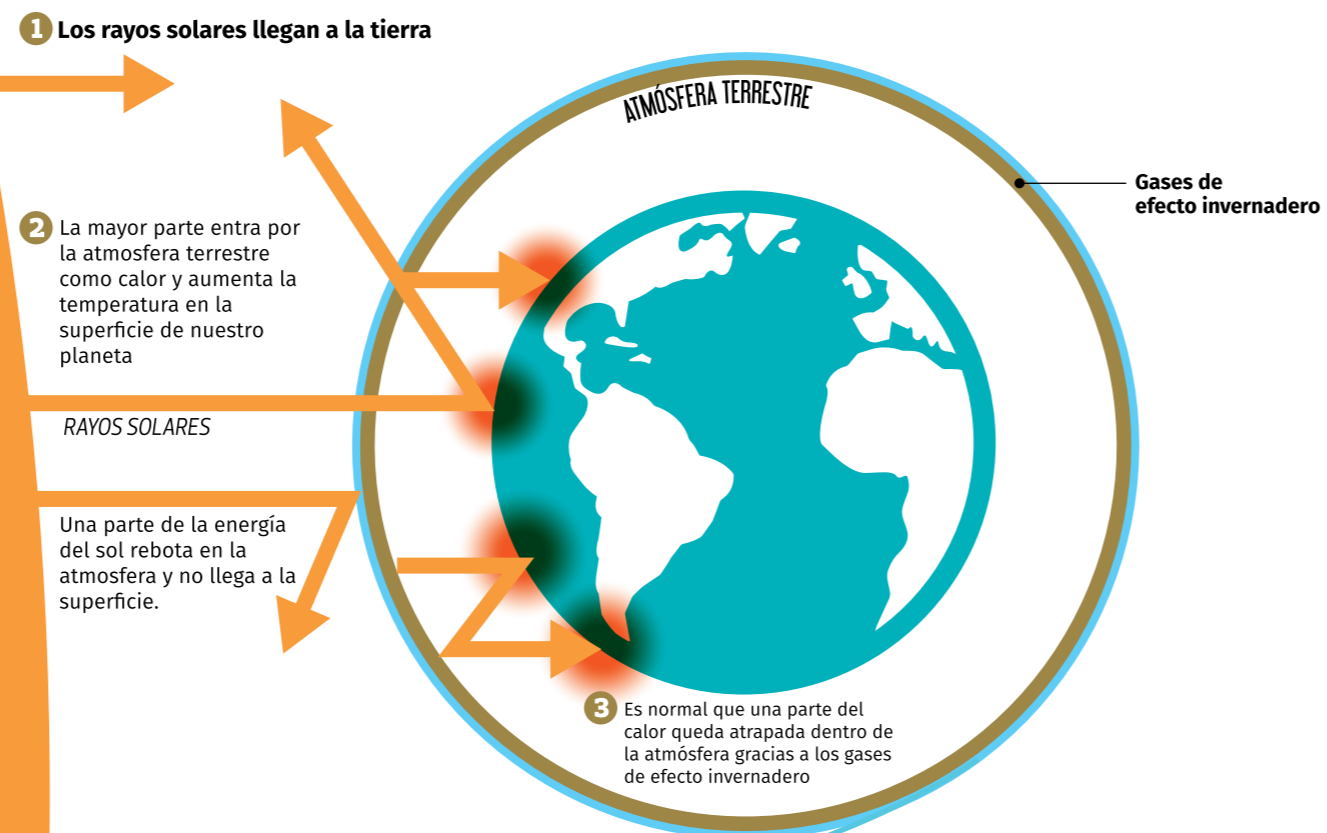 1 Los rayos solares llegan a la tierra
ATMÓSFERA TERRESTRE
Gases de
efecto invernadero
2 La mayor parte entra por
la atmosfera terrestre
como calor y aumenta la
temperatura en la
superficie de nuestro
planeta
RAYOS SOLARES
Una parte de la energía
del sol rebota en la
atmosfera y no llega a la
superficie.
3 Es normal que una parte del
calor queda atrapada dentro de
la atmósfera gracias a los gases
de efecto invernadero